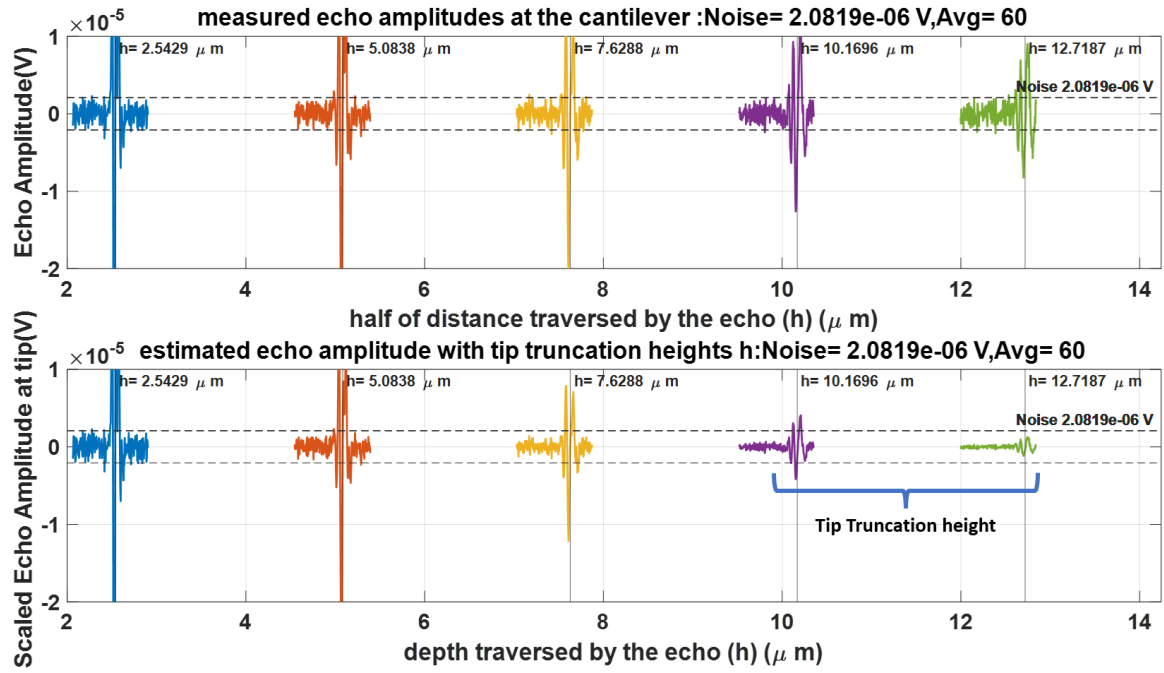 ×10⁻⁵ measured echo amplitudes at the cantilever :Noise= 2.0819e-06 V,Avg= 60
Echo Amplitude(V)
1
0
-1
-2
h= 2.5429 μ m
h= 5.0838 μ m
h= 7.6288 μ m
h= 10.1696 μ m
h= 12.7187 μ m
Noise 2.0819e-06 V
2 4 6 8 10 12 14
half of distance traversed by the echo (h) (μ m)
×10⁻⁵ estimated echo amplitude with tip truncation heights h:Noise= 2.0819e-06 V,Avg= 60
Scaled Echo Amplitude at tip(V)
1
0
-1
-2
h= 2.5429 μ m
h= 5.0838 μ m
h= 7.6288 μ m
h= 10.1696 μ m
h= 12.7187 μ m
Noise 2.0819e-06 V
Tip Truncation height
2 4 6 8 10 12 14
depth traversed by the echo (h) (μ m)